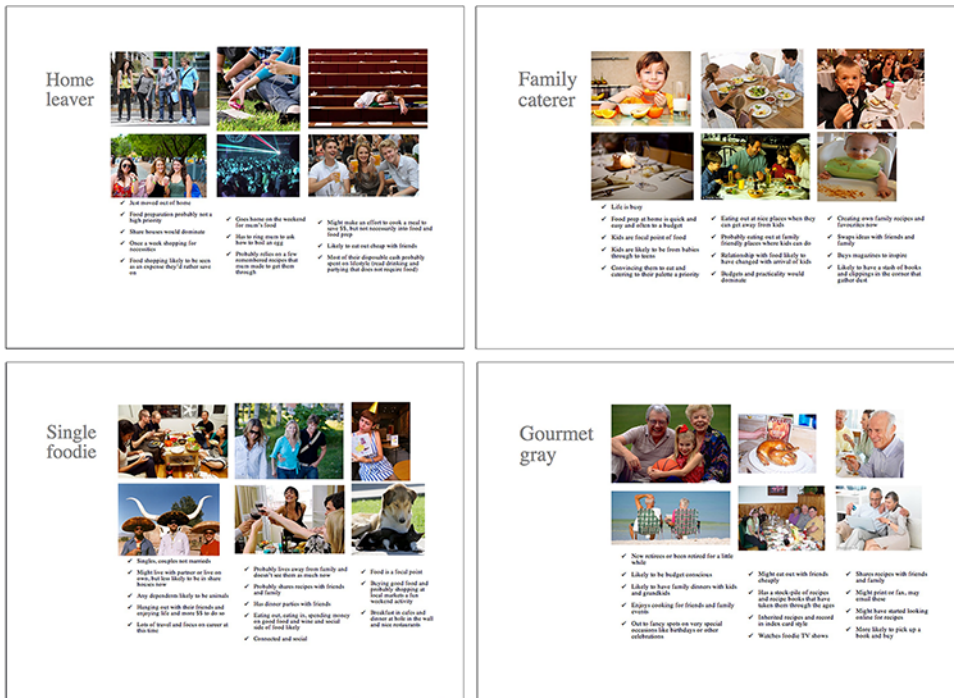 Home
leaver
✓ Just moved out of home
✓ Food preparation probably not a
high priority
✓ Share houses would dominate
✓ Once a week shopping for
necessities
✓ Food shopping likely to be seen
as an expense they'd rather save
on
✓ Goes home on the weekend
for mum's food
✓ Has to ring mum to ask
how to boil an egg
✓ Probably relies on a few
remembered recipes that
mum made to get them
through
✓ Might make an effort to cook a meal to
save $$, but not necessarily into food and
food prep
✓ Likely to eat out cheap with friends
✓ Most of their disposable cash probably
spent on lifestyle (read drinking and
partying that does not require food)
Family
caterer
✓ Life is busy
✓ Food prep at home is quick and
easy and often to a budget
✓ Kids are focal point of food
✓ Kids are likely to be from babies
through to teens
✓ Convincing them to eat and
catering to their palette a priority
✓ Eating out at nice places when they
can get away from kids
✓ Probably eating out at family
friendly places where kids can do
✓ Relationship with food likely to
have changed with arrival of kids
✓ Budgets and practicality would
dominate
✓ Creating own family recipes and
favourites now
✓ Swaps ideas with friends and
family
✓ Buys magazines to inspire
✓ Likely to have a stash of books
and clippings in the corner that
gather dust
Single
foodie
✓ Singles, couples not marrieds
✓ Might live with partner or live on
own, but less likely to be in share
houses now
✓ Any dependents likely to be animals
✓ Hanging out with their friends and
enjoying life and more $$ to do so
✓ Lots of travel and focus on career at
this time
✓ Probably lives away from family and
doesn't see them as much now
✓ Probably shares recipes with friends
and family
✓ Has dinner parties with friends
✓ Eating out, eating in, spending money
on good food and wine and social
side of food likely
✓ Connected and social
✓ Food is a focal point
✓ Buying good food and
probably shopping at
local markets a fun
weekend activity
✓ Breakfast in cafes and
dinner at hole in the wall
and nice restaurants
Gourmet
gray
✓ New retirees or been retired for a little
while
✓ Likely to be budget conscious
✓ Likely to have family dinners with kids
and grandkids
✓ Enjoys cooking for friends and family
events
✓ Out to fancy spots on very special
occasions like birthdays or other
celebrations
✓ Might eat out with friends
cheaply
✓ Has a stock-pile of recipes
and recipe books that have
taken them through the ages
✓ Inherited recipes and record
in index card style
✓ Watches foodie TV shows
✓ Shares recipes with friends
and family
✓ Might print or fax, may
email these
✓ Might have started looking
online for recipes
✓ More likely to pick up a
book and buy